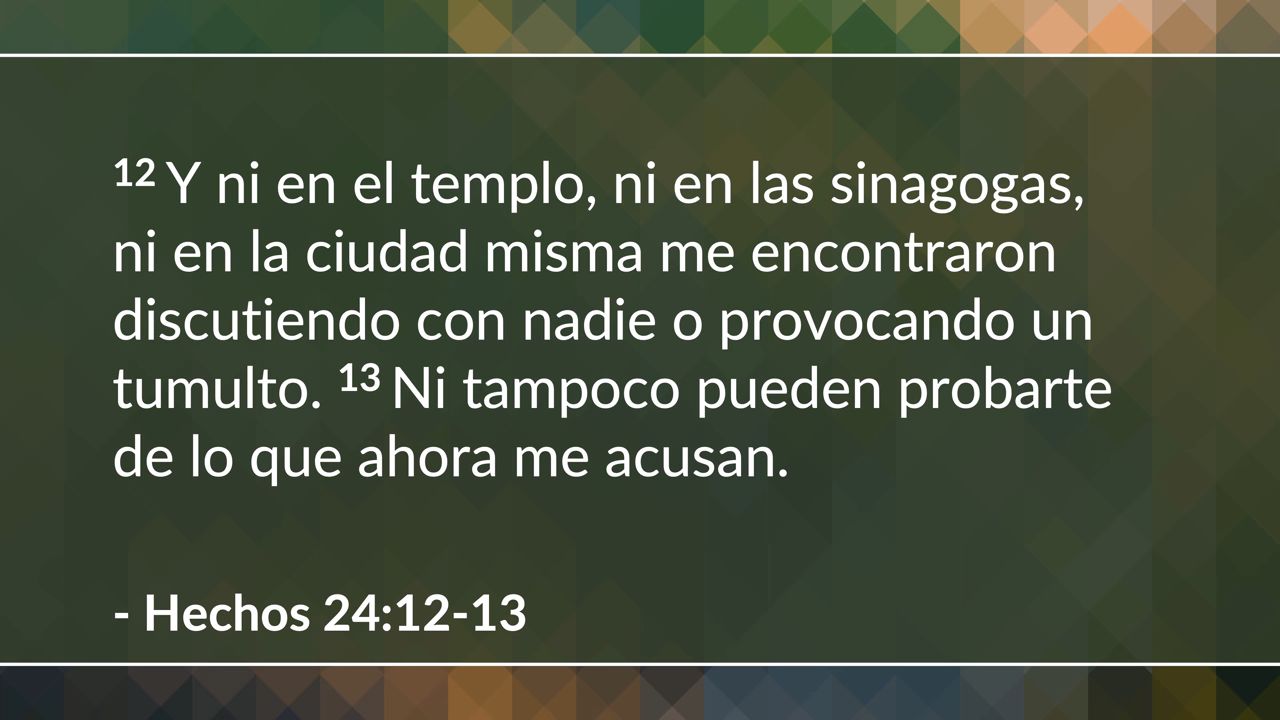 12 Y ni en el templo, ni en las sinagogas,
ni en la ciudad misma me encontraron
discutiendo con nadie o provocando un
tumulto. 13 Ni tampoco pueden probarte
de lo que ahora me acusan.
- Hechos 24:12-13